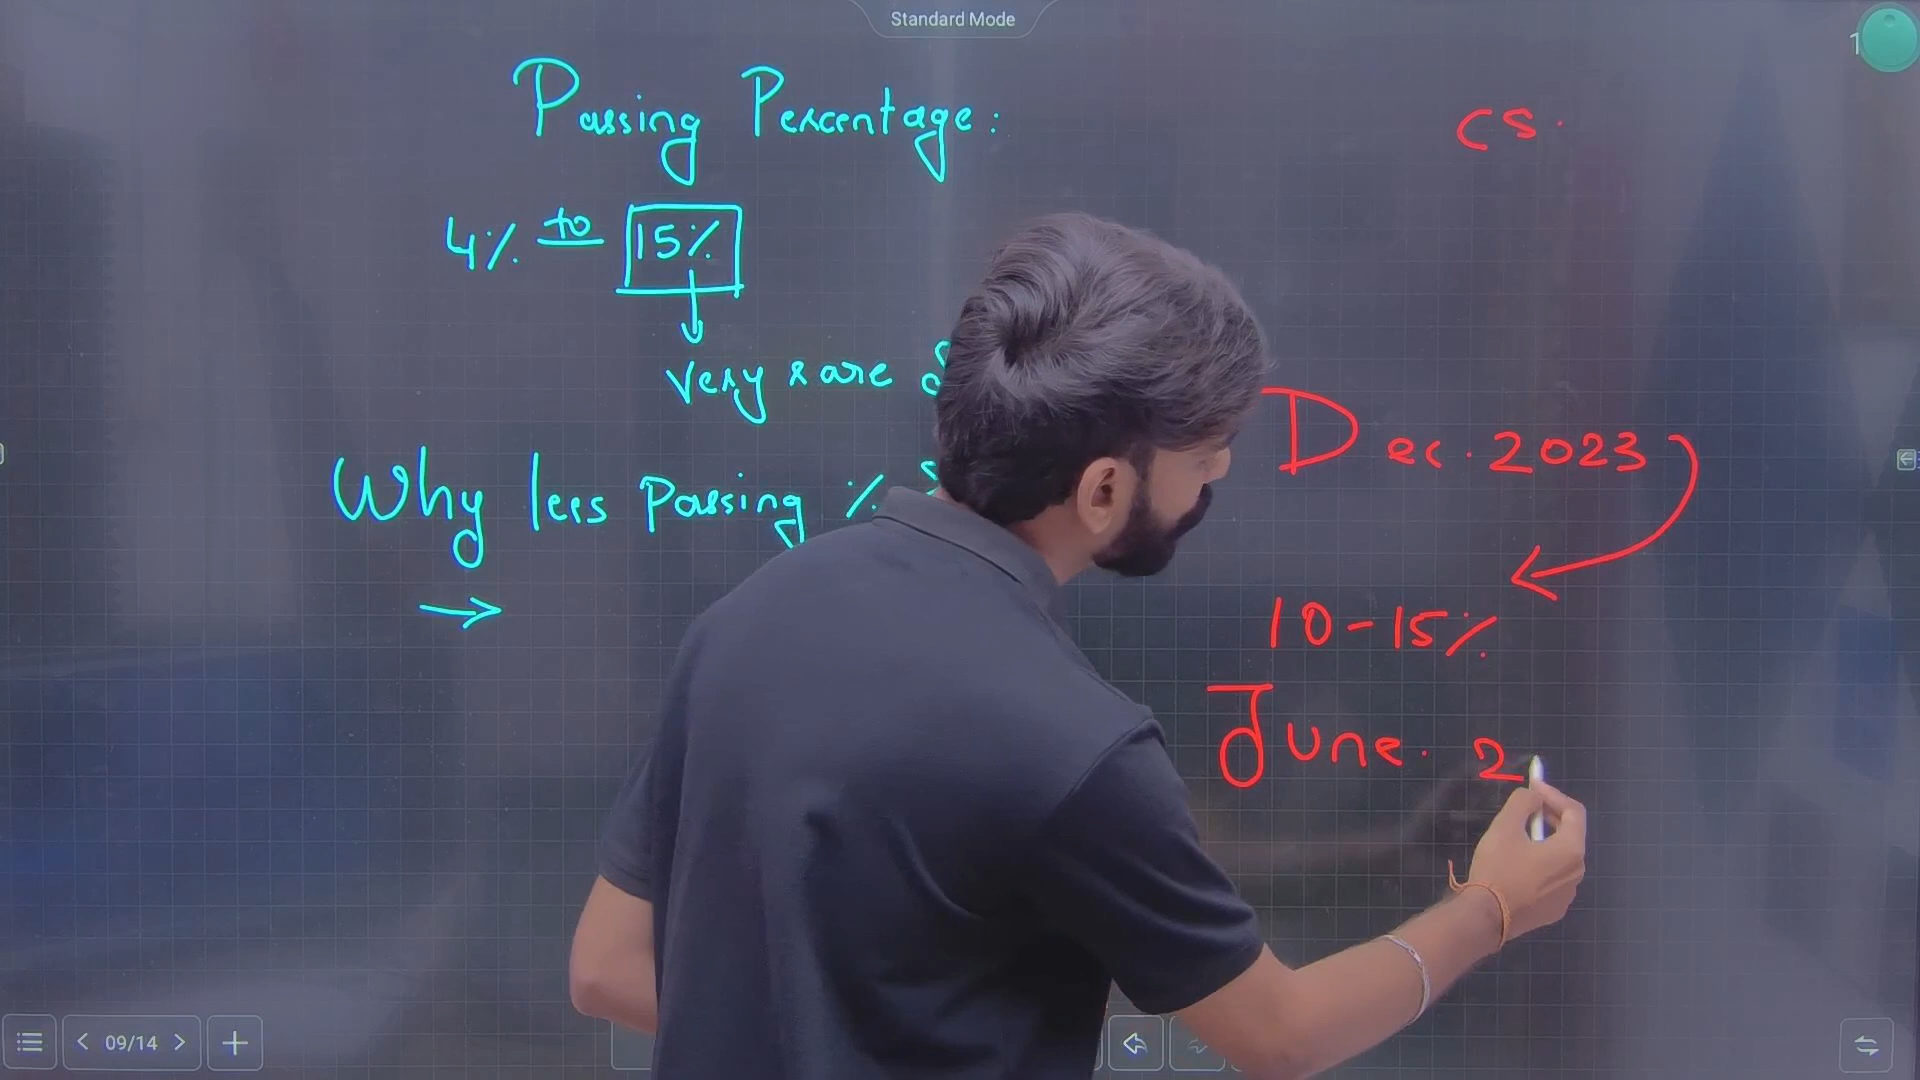 Standard Mode
1
Passing Percentage:
CS.
4% to 15%
Very rare
Dec. 2023
Why less passing %
→
10-15%
June. 2
09/14